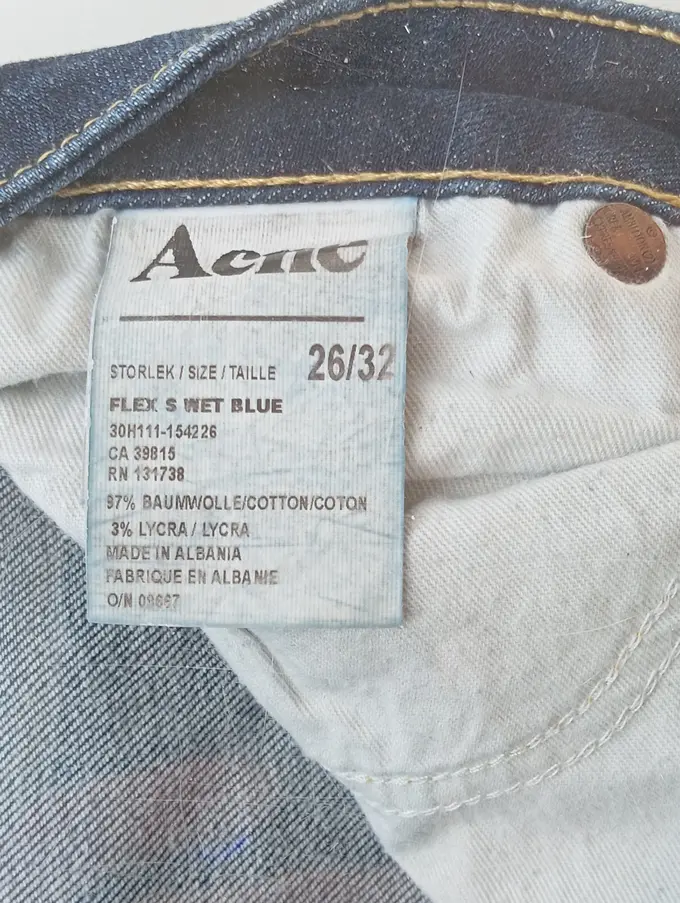 Acne
STORLEK / SIZE / TAILLE 26/32
FLEX S WET BLUE
30H111-154226
CA 39815
RN 131738
97% BAUMWOLLE/COTTON/COTON
3% LYCRA / LYCRA
MADE IN ALBANIA
FABRIQUE EN ALBANIE
O/N 09667